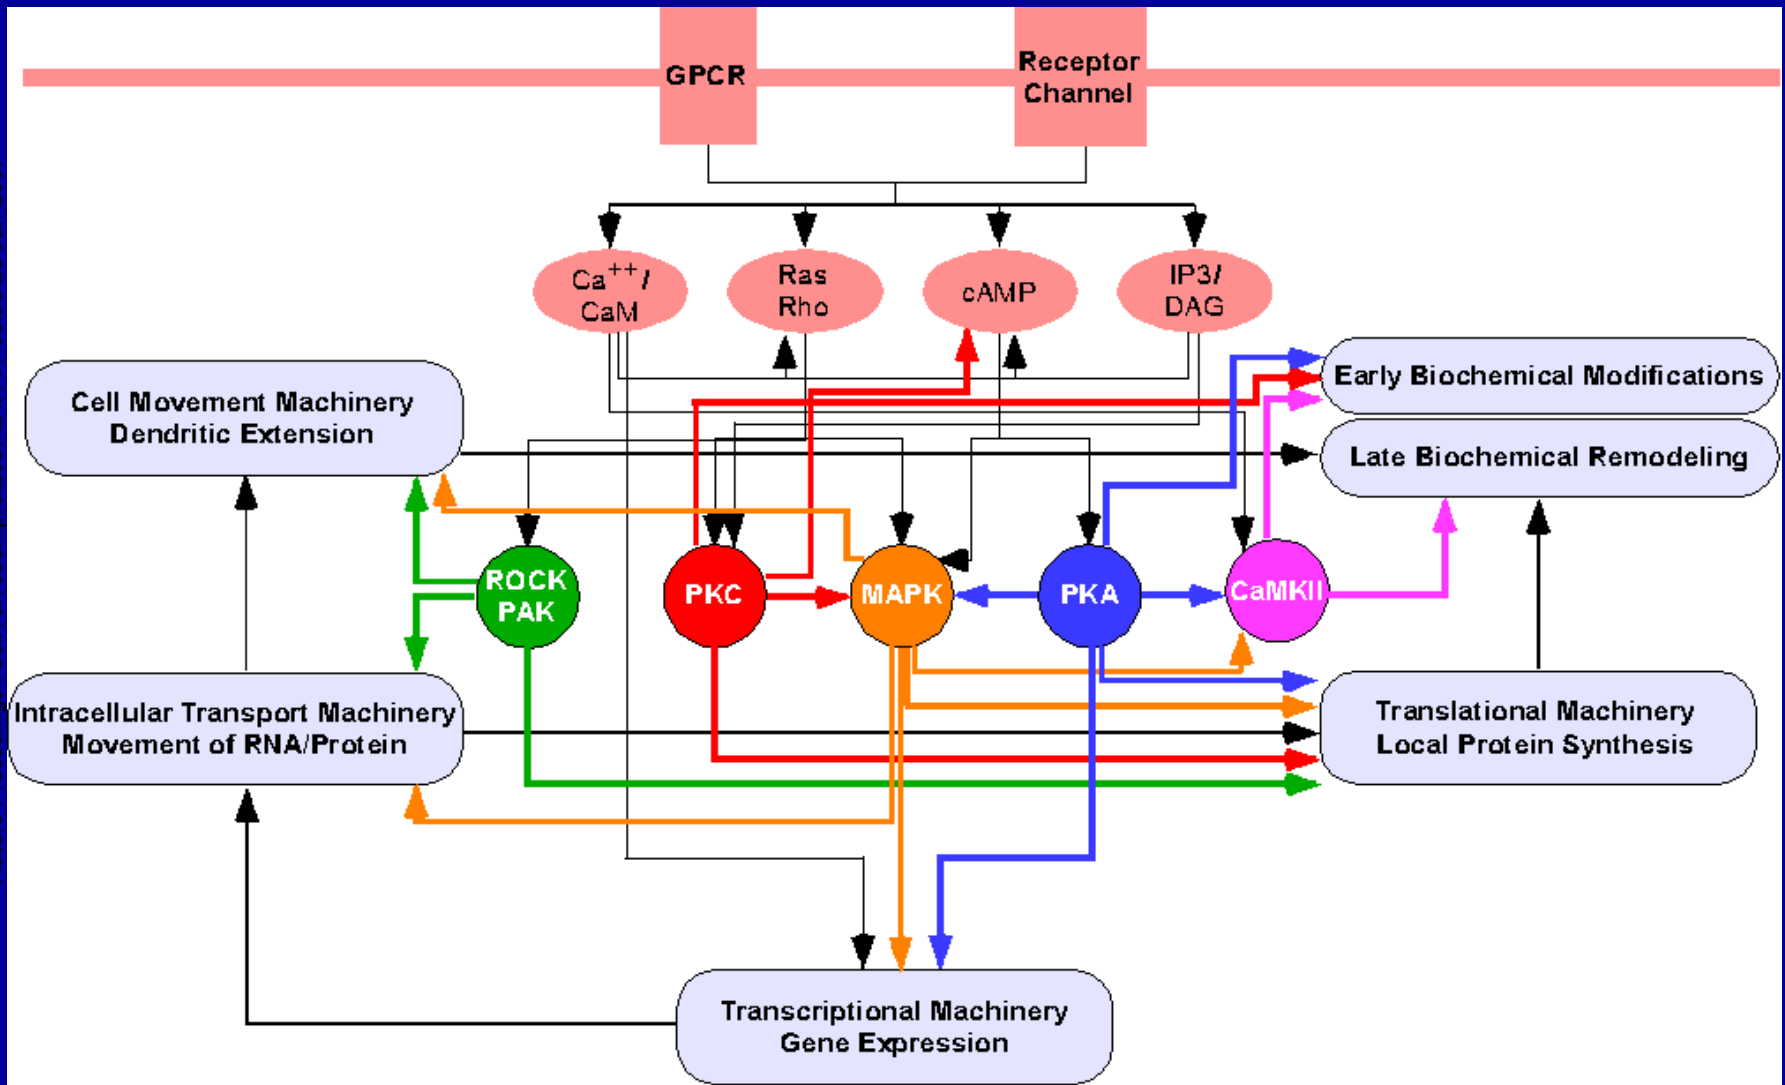 GPCR
Receptor
Channel
Ca++/
CaM
Ras
Rho
cAMP
IP3/
DAG
Cell Movement Machinery
Dendritic Extension
Early Biochemical Modifications
Late Biochemical Remodeling
ROCK
PAK
PKC
MAPK
PKA
CaMKII
Intracellular Transport Machinery
Movement of RNA/Protein
Translational Machinery
Local Protein Synthesis
Transcriptional Machinery
Gene Expression